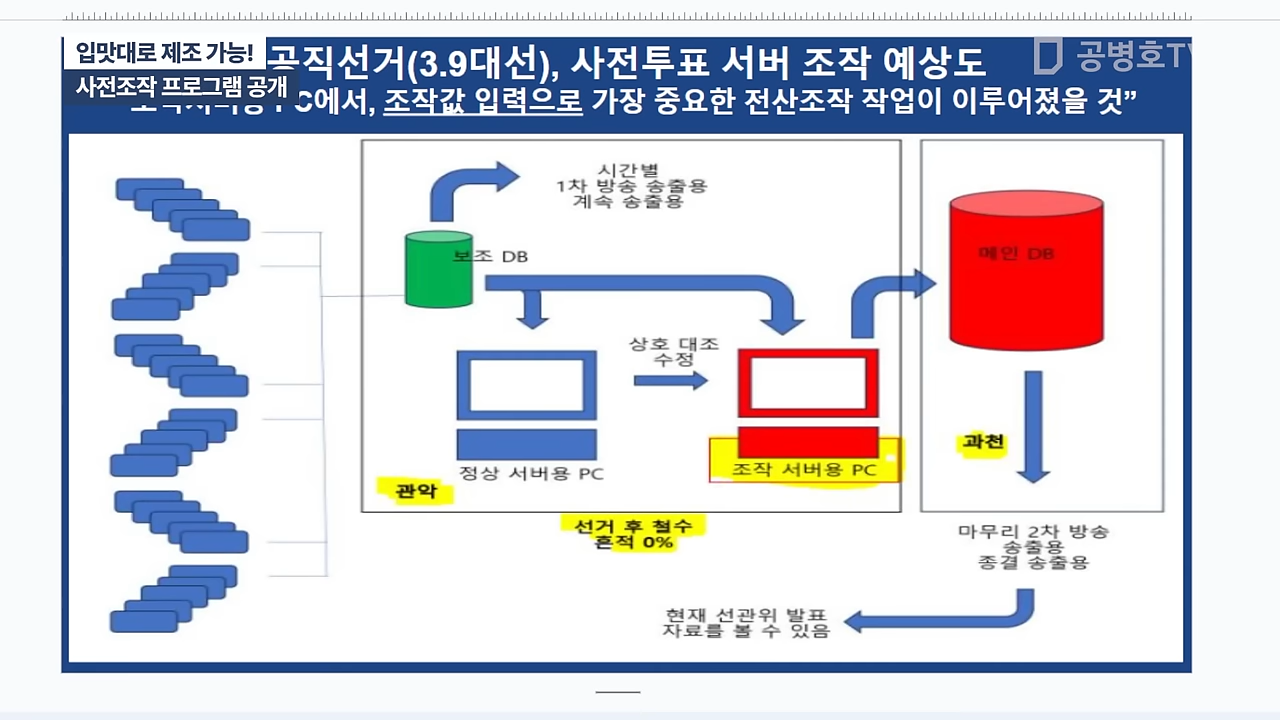 입맛대로 제조 가능!
사전조작 프로그램 공개
공직선거(3.9대선), 사전투표 서버 조작 예상도
공병호TV
C에서, 조작값 입력으로 가장 중요한 전산조작 작업이 이루어졌을 것”
시간별
1차 방송 송출용
계속 송출용
보조 DB
메인 DB
상호 대조
수정
정상 서버용 PC
조작 서버용 PC
관악
과천
선거 후 철수
흔적 0%
마무리 2차 방송
송출용
종결 송출용
현재 선관위 발표
자료를 볼 수 있음